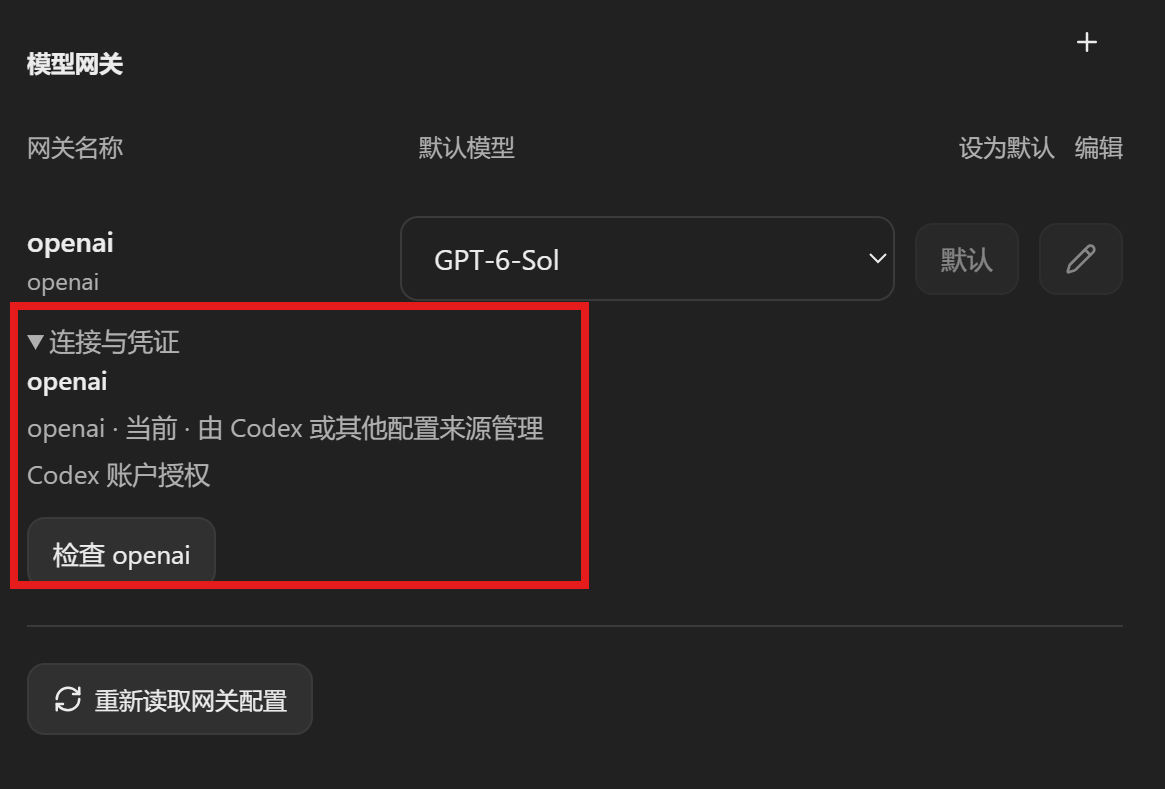 模型网关
网关名称 默认模型 设为默认 编辑
openai
openai
GPT-6-Sol
默认
连接与凭证
openai
openai · 当前 · 由 Codex 或其他配置来源管理
Codex 账户授权
检查 openai
重新读取网关配置